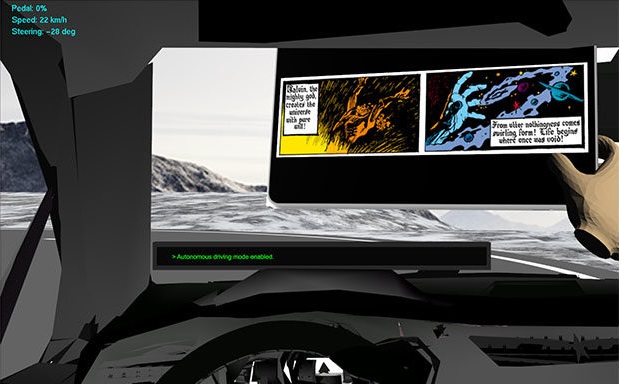 Pedal: 0%
Speed: 22 km/h
Steering: -28 deg
Kalvin, the
mighty god,
creates the
universe
with pure
will!
From utter nothingness comes
swirling form! Life begins
where once was void!
> Autonomous driving mode enabled.